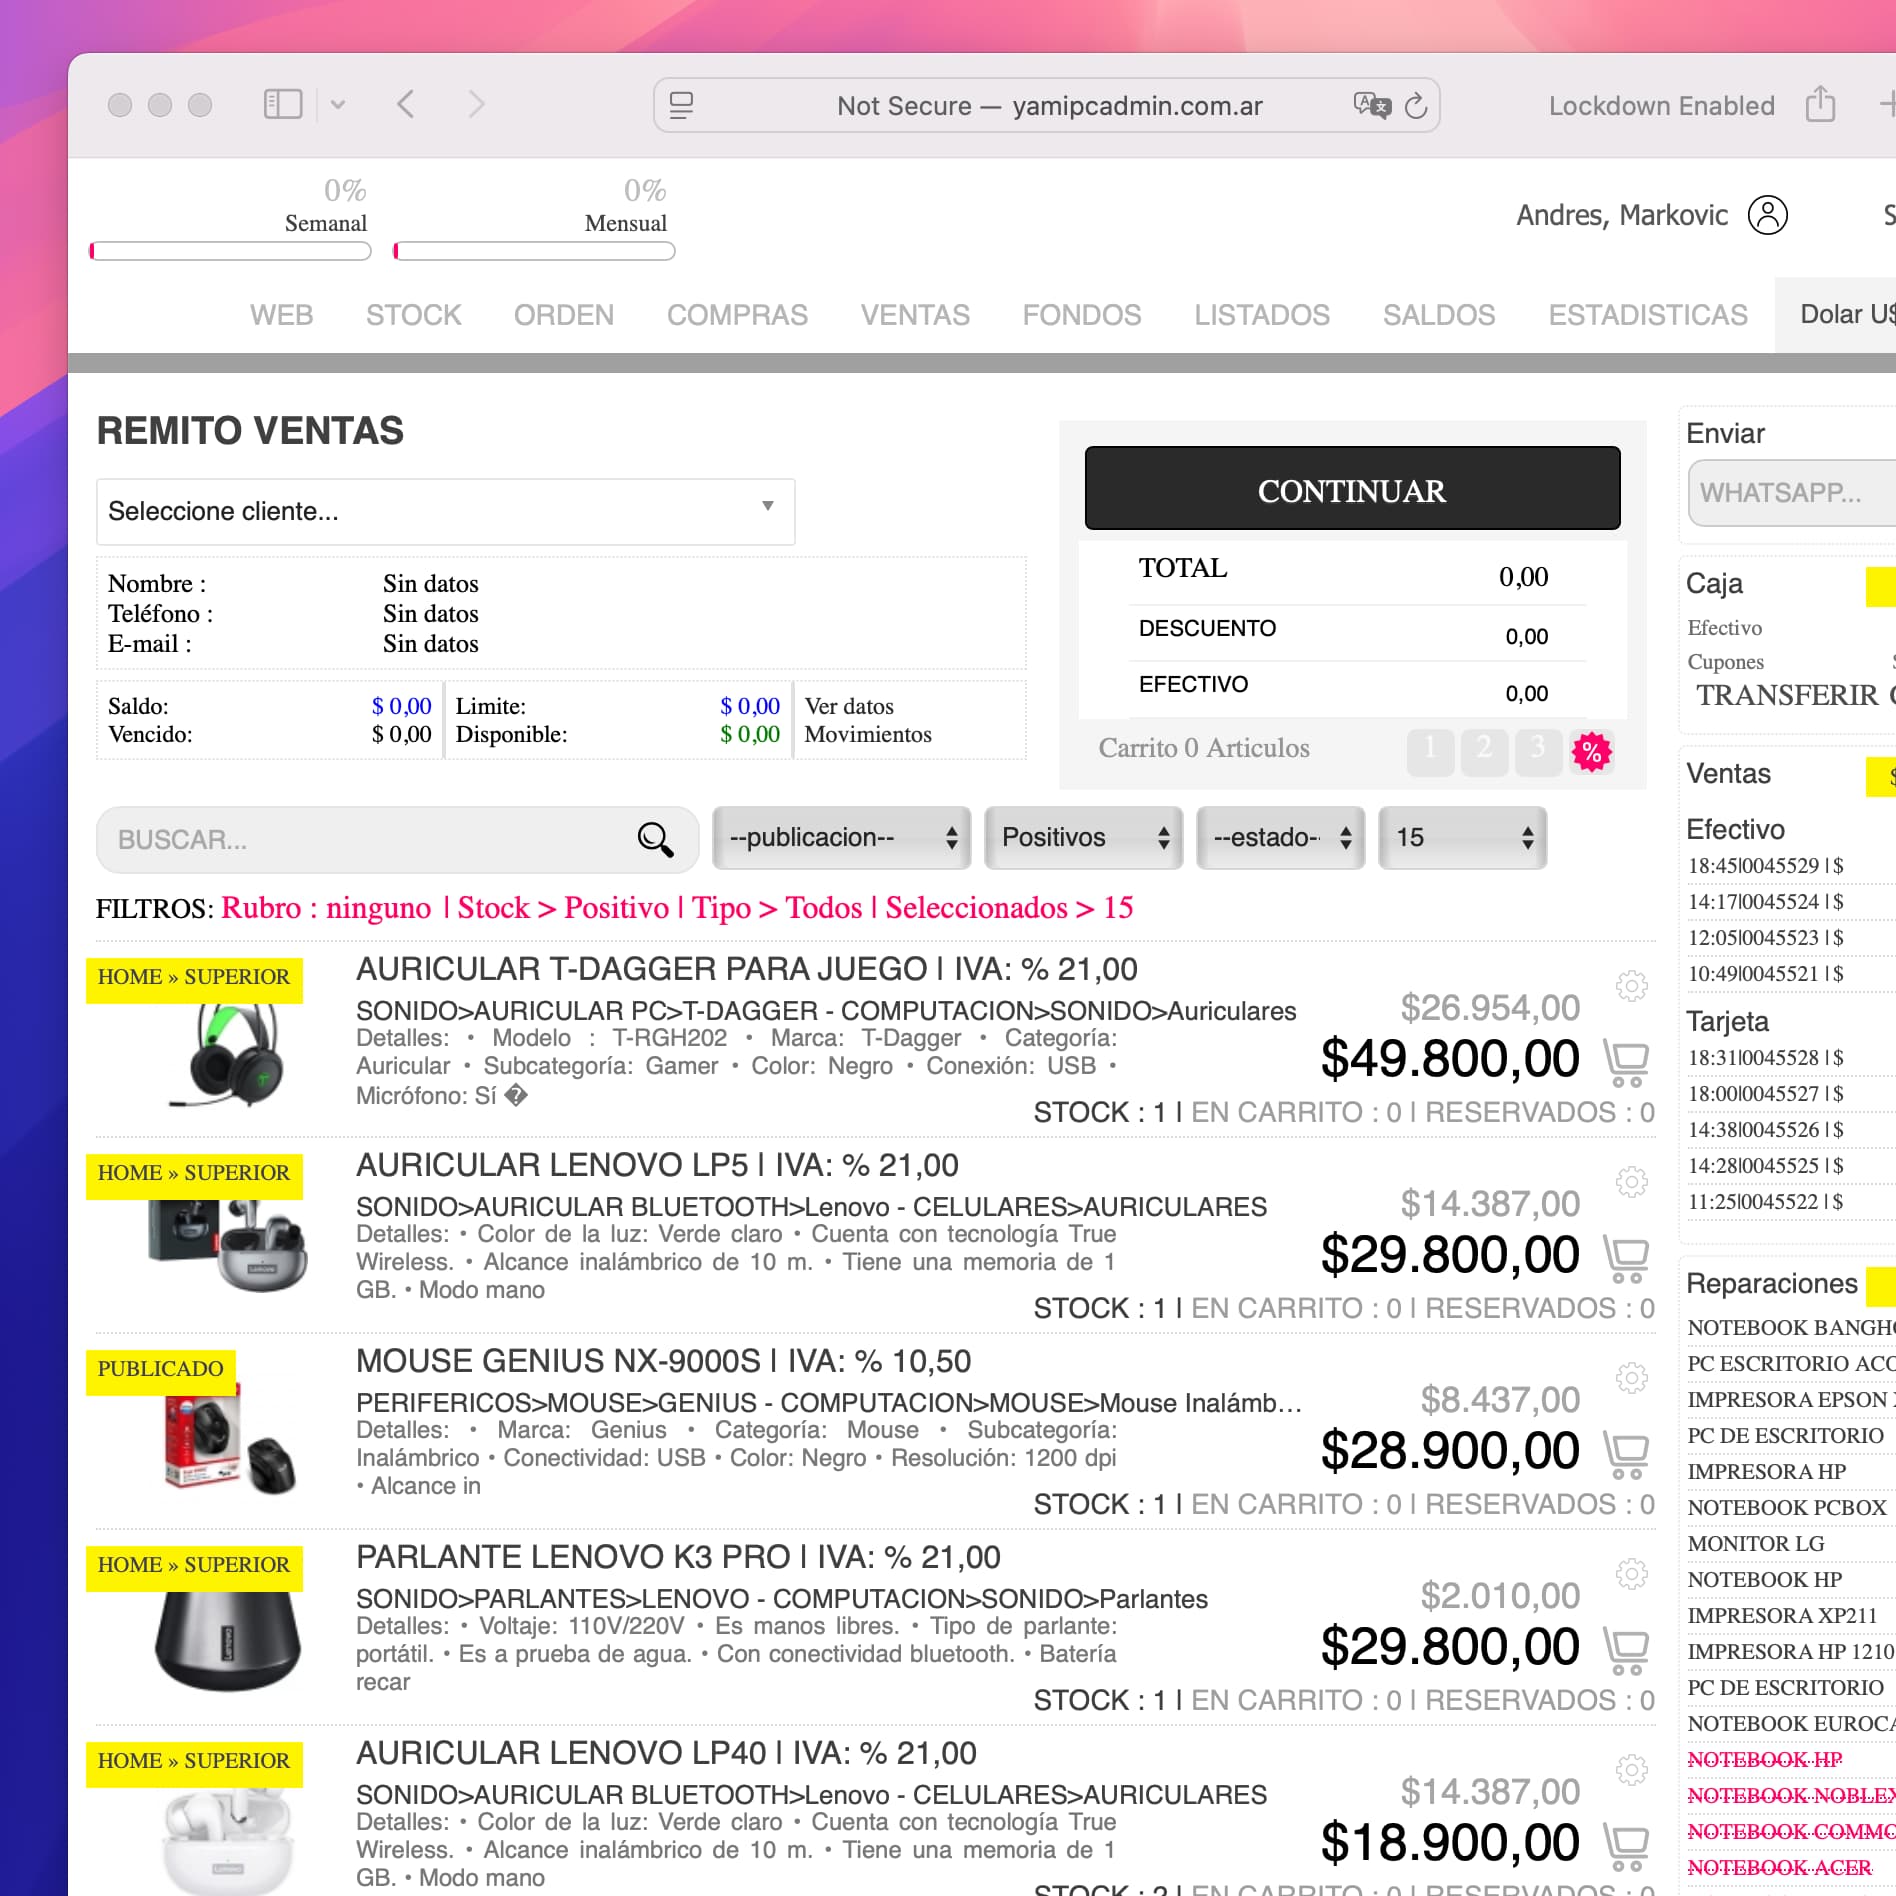 Not Secure — yamipcadmin.com.ar
Lockdown Enabled
0%
Semanal
0%
Mensual
Andres, Markovic
WEB STOCK ORDEN COMPRAS VENTAS FONDOS LISTADOS SALDOS ESTADISTICAS Dolar U$
REMITO VENTAS
Seleccione cliente...
Nombre : Sin datos
Teléfono : Sin datos
E-mail : Sin datos
Saldo: $ 0,00 Limite: $ 0,00 Ver datos
Vencido: $ 0,00 Disponible: $ 0,00 Movimientos
CONTINUAR
TOTAL 0,00
DESCUENTO 0,00
EFECTIVO 0,00
Carrito 0 Articulos 1 2 3 %
BUSCAR... --publicacion-- Positivos --estado-- 15
FILTROS: Rubro : ninguno | Stock > Positivo | Tipo > Todos | Seleccionados > 15
HOME » SUPERIOR
AURICULAR T-DAGGER PARA JUEGO | IVA: % 21,00
SONIDO>AURICULAR PC>T-DAGGER - COMPUTACION>SONIDO>Auriculares
Detalles: • Modelo : T-RGH202 • Marca: T-Dagger • Categoría:
Auricular • Subcategoría: Gamer • Color: Negro • Conexión: USB •
Micrófono: Sí �
$26.954,00
$49.800,00
STOCK : 1 | EN CARRITO : 0 | RESERVADOS : 0
HOME » SUPERIOR
AURICULAR LENOVO LP5 | IVA: % 21,00
SONIDO>AURICULAR BLUETOOTH>Lenovo - CELULARES>AURICULARES
Detalles: • Color de la luz: Verde claro • Cuenta con tecnología True
Wireless. • Alcance inalámbrico de 10 m. • Tiene una memoria de 1
GB. • Modo mano
$14.387,00
$29.800,00
STOCK : 1 | EN CARRITO : 0 | RESERVADOS : 0
PUBLICADO
MOUSE GENIUS NX-9000S | IVA: % 10,50
PERIFERICOS>MOUSE>GENIUS - COMPUTACION>MOUSE>Mouse Inalámb...
Detalles: • Marca: Genius • Categoría: Mouse • Subcategoría:
Inalámbrico • Conectividad: USB • Color: Negro • Resolución: 1200 dpi
• Alcance in
$8.437,00
$28.900,00
STOCK : 1 | EN CARRITO : 0 | RESERVADOS : 0
HOME » SUPERIOR
PARLANTE LENOVO K3 PRO | IVA: % 21,00
SONIDO>PARLANTES>LENOVO - COMPUTACION>SONIDO>Parlantes
Detalles: • Voltaje: 110V/220V • Es manos libres. • Tipo de parlante:
portátil. • Es a prueba de agua. • Con conectividad bluetooth. • Batería
recar
$2.010,00
$29.800,00
STOCK : 1 | EN CARRITO : 0 | RESERVADOS : 0
HOME » SUPERIOR
AURICULAR LENOVO LP40 | IVA: % 21,00
SONIDO>AURICULAR BLUETOOTH>Lenovo - CELULARES>AURICULARES
Detalles: • Color de la luz: Verde claro • Cuenta con tecnología True
Wireless. • Alcance inalámbrico de 10 m. • Tiene una memoria de 1
GB. • Modo mano
$14.387,00
$18.900,00
STOCK : 2 | EN CARRITO : 0 | RESERVADOS : 0
Enviar
WHATSAPP...
Caja
Efectivo
Cupones
TRANSFERIR
Ventas
Efectivo
18:45|0045529 | $
14:17|0045524 | $
12:05|0045523 | $
10:49|0045521 | $
Tarjeta
18:31|0045528 | $
18:00|0045527 | $
14:38|0045526 | $
14:28|0045525 | $
11:25|0045522 | $
Reparaciones
NOTEBOOK BANGH
PC ESCRITORIO ACO
IMPRESORA EPSON
PC DE ESCRITORIO
IMPRESORA HP
NOTEBOOK PCBOX
MONITOR LG
NOTEBOOK HP
IMPRESORA XP211
IMPRESORA HP 1210
PC DE ESCRITORIO
NOTEBOOK EUROCA
NOTEBOOK HP
NOTEBOOK NOBLEX
NOTEBOOK COMMO
NOTEBOOK ACER